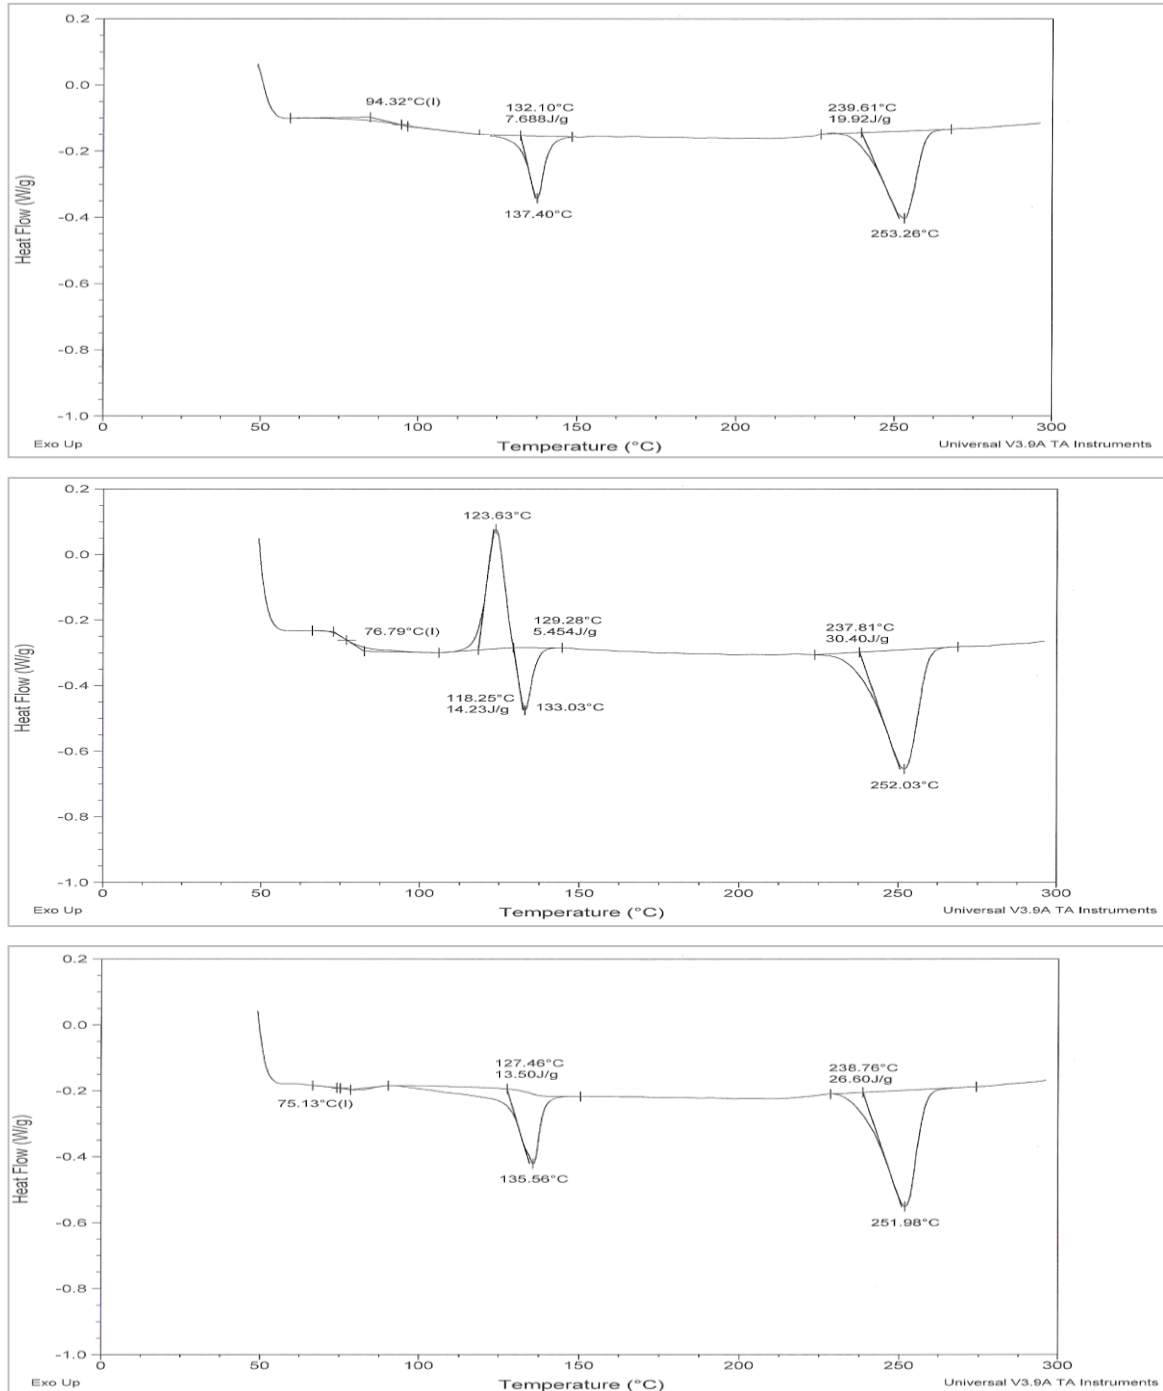 0.2
0.0
-0.2
-0.4
-0.6
-0.8
-1.0
Heat Flow (W/g)
94.32°C(I)
132.10°C
7.688J/g
137.40°C
239.61°C
19.92J/g
253.26°C
0 50 100 150 200 250 300
Exo Up
Temperature (°C)
Universal V3.9A TA Instruments
0.2
0.0
-0.2
-0.4
-0.6
-0.8
-1.0
Heat Flow (W/g)
123.63°C
76.79°C(I)
129.28°C
5.454J/g
118.25°C
14.23J/g
133.03°C
237.81°C
30.40J/g
252.03°C
0 50 100 150 200 250 300
Exo Up
Temperature (°C)
Universal V3.9A TA Instruments
0.2
0.0
-0.2
-0.4
-0.6
-0.8
-1.0
Heat Flow (W/g)
75.13°C(I)
127.46°C
13.50J/g
135.56°C
238.76°C
26.60J/g
251.98°C
0 50 100 150 200 250 300
Exo Up
Temperature (°C)
Universal V3.9A TA Instruments